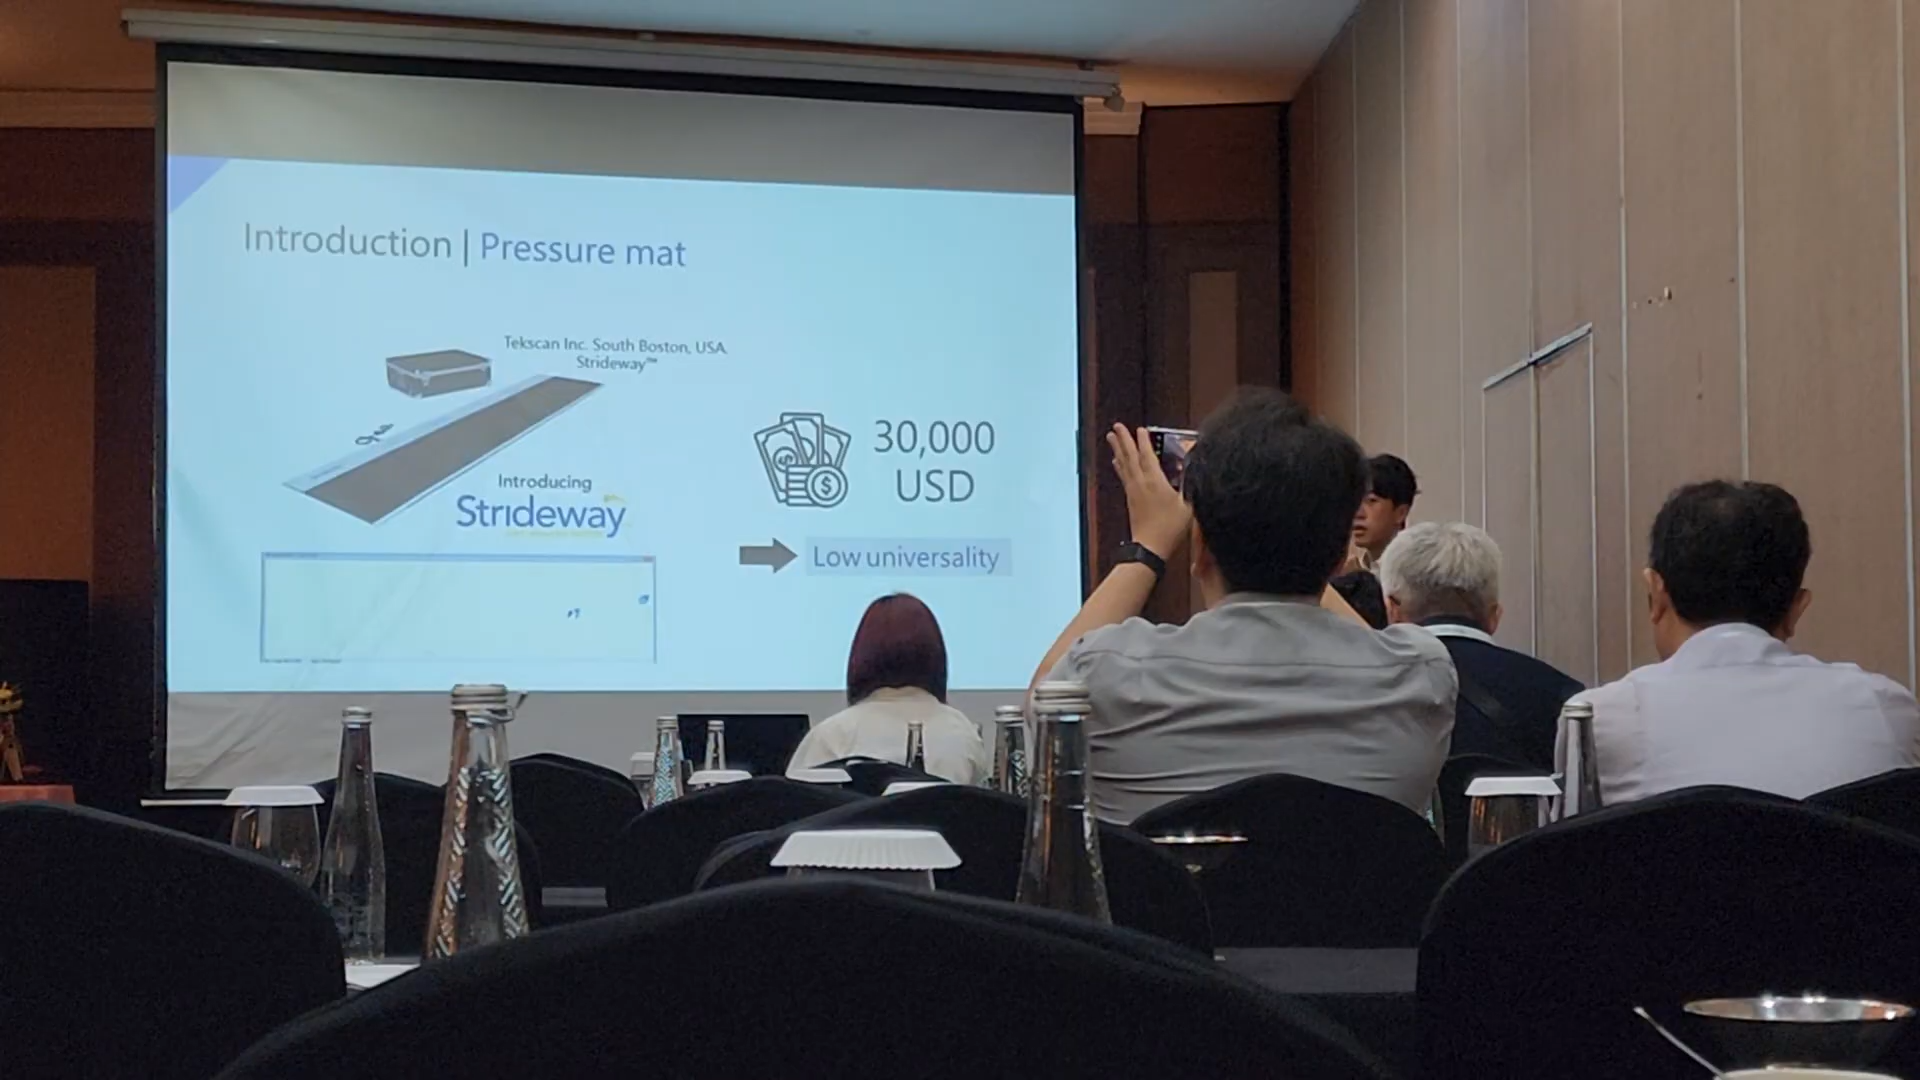 Introduction | Pressure mat
Tekscan Inc. South Boston, USA.
Strideway™
Introducing
Strideway
30,000
USD
Low universality